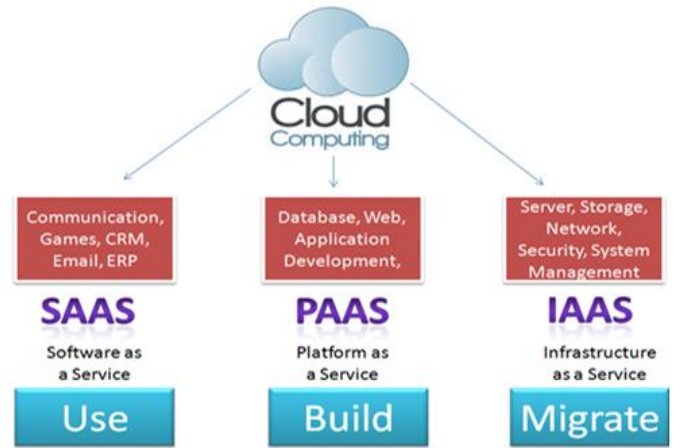 Cloud
Computing
Communication,
Games, CRM,
Email, ERP
SAAS
Software as
a Service
Use
Database, Web,
Application
Development,
PAAS
Platform as
a Service
Build
Server, Storage,
Network,
Security, System
Management
IAAS
Infrastructure
as a Service
Migrate